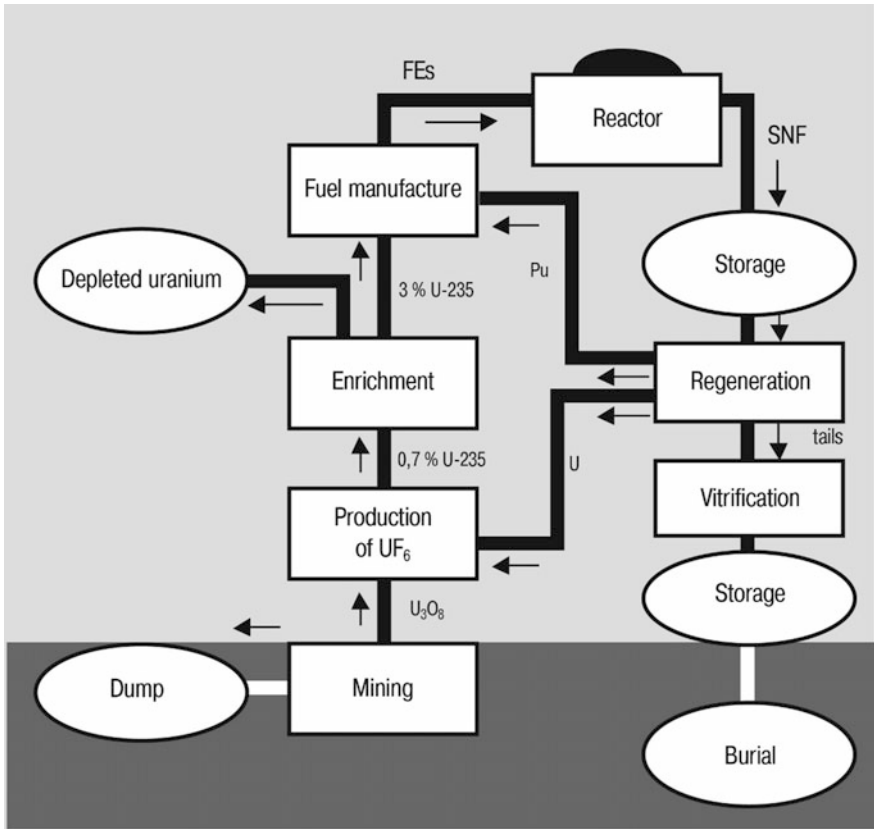 FEs
Reactor
SNF
Fuel manufacture
Storage
Depleted uranium
Pu
3 % U-235
Enrichment
Regeneration
tails
0,7 % U-235
U
Vitrification
Production
of UF₆
Storage
U₃O₈
Dump
Mining
Burial